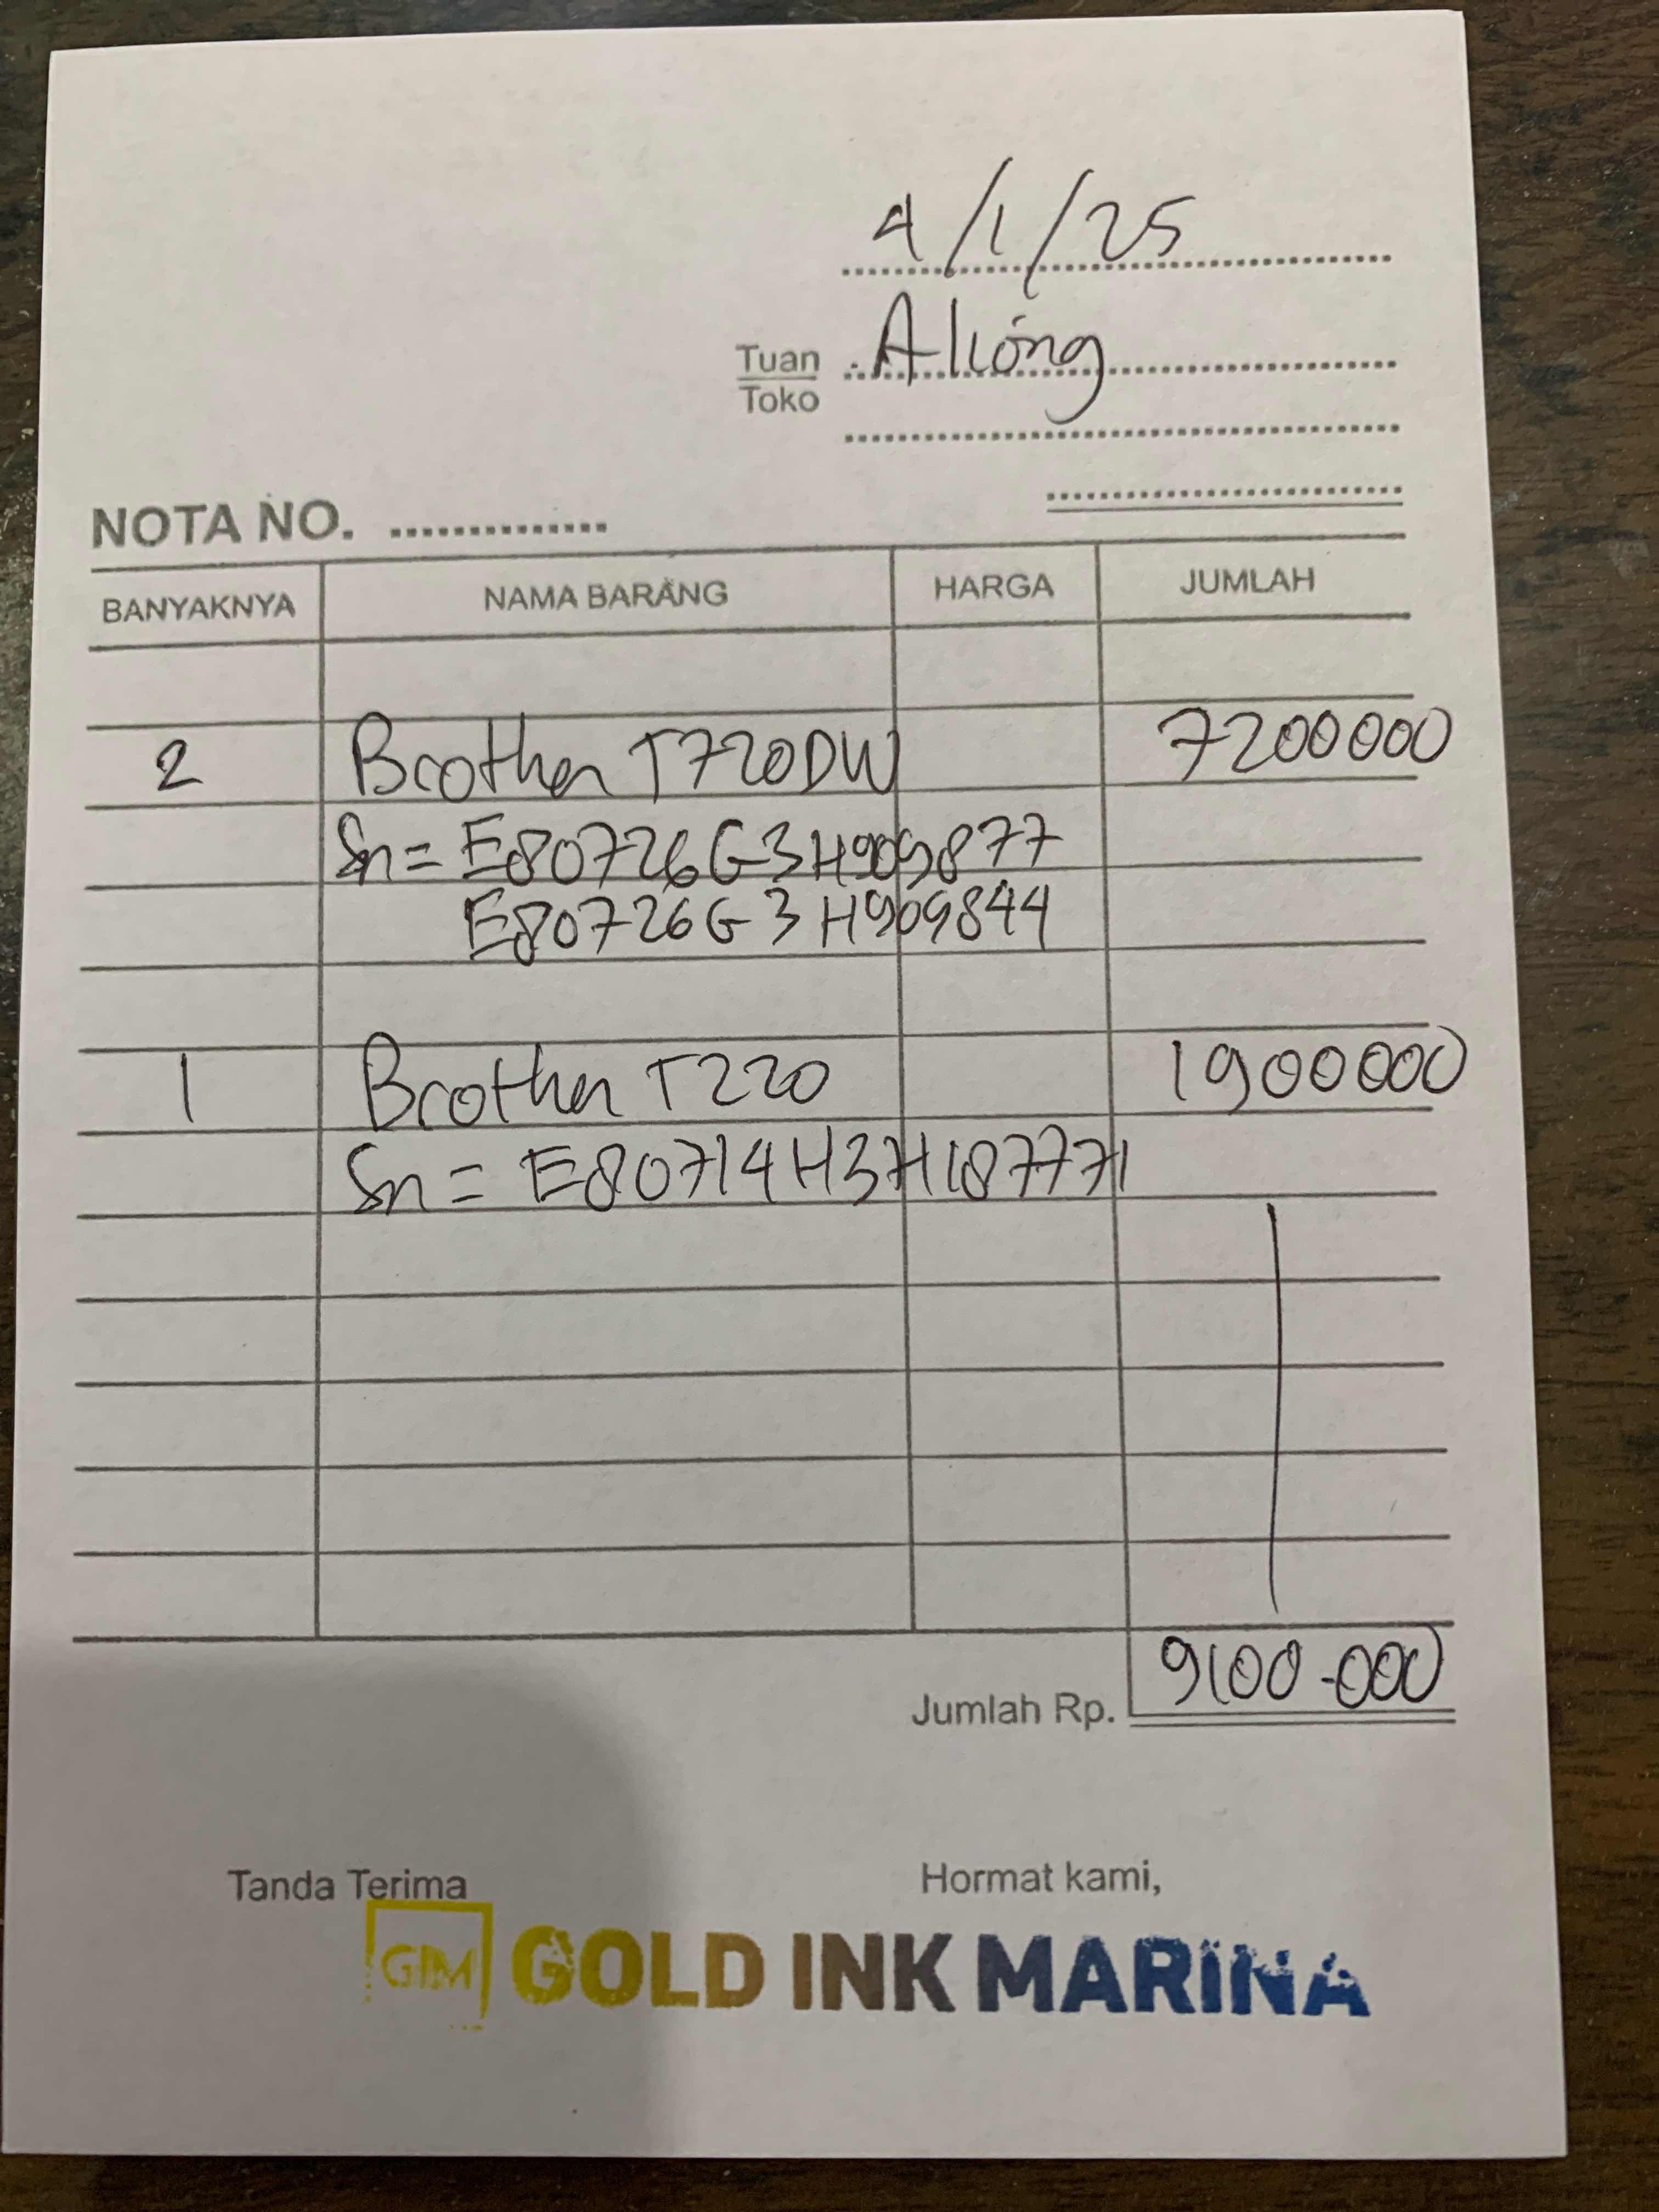 4/1/25
Tuan Akiong
Toko
NOTA NO. ..............
BANYAKNYA NAMA BARANG HARGA JUMLAH
2 Brother T720DW 7200000
Sn = E80726G3H909877
E80726G3H909844
1 Brother T220 1900000
Sn = E80714H3H187771
Jumlah Rp. 9100-000
Tanda Terima Hormat kami,
GIM GOLD INK MARINA